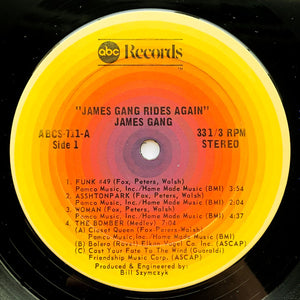 abc Records
TM
"JAMES GANG RIDES AGAIN"
JAMES GANG
ABCS-711-A
Side 1
33 1/3 RPM
STEREO
1. FUNK #49 (Fox, Peters, Walsh)
Pamco Music, Inc./Home Made Music (BMI) 3:54
2. ASSHTONPARK (Fox, Peters, Walsh)
Pamco Music, Inc./Home Made Music (BMI) 2:01
3. WOMAN (Fox, Peters, Walsh)
Pamco Music, Inc./Home Made Music (BMI) 4:37
4. THE BOMBER (Medley) 7:04
(A) Closet Queen (Fox-Peters-Walsh)
Pamco Music, Inc./Home Made Music (BMI)
(B) Bolero (Ravel) Elkan Vogel Co. Inc. (ASCAP)
(C) Cast Your Fate To The Wind (Guaraldi)
Friendship Music Corp. (ASCAP)
Produced & Engineered by:
Bill Szymczyk